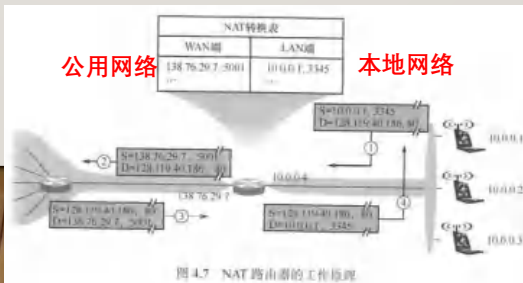 NAT转换表
WAN端 LAN端
138.76.29.7, 5001 10.0.0.1, 3345
… …
公用网络
本地网络
S=10.0.0.1, 3345
D=128.119.40.186, 80
①
10.0.0.1
S=138.76.29.7, 5001
D=128.119.40.186, 80
②
10.0.0.4
10.0.0.2
138.76.29.7
④
S=128.119.40.186, 80
D=138.76.29.7, 5001
③
S=128.119.40.186, 80
D=10.0.0.1, 3345
10.0.0.3
图 4.7 NAT 路由器的工作原理